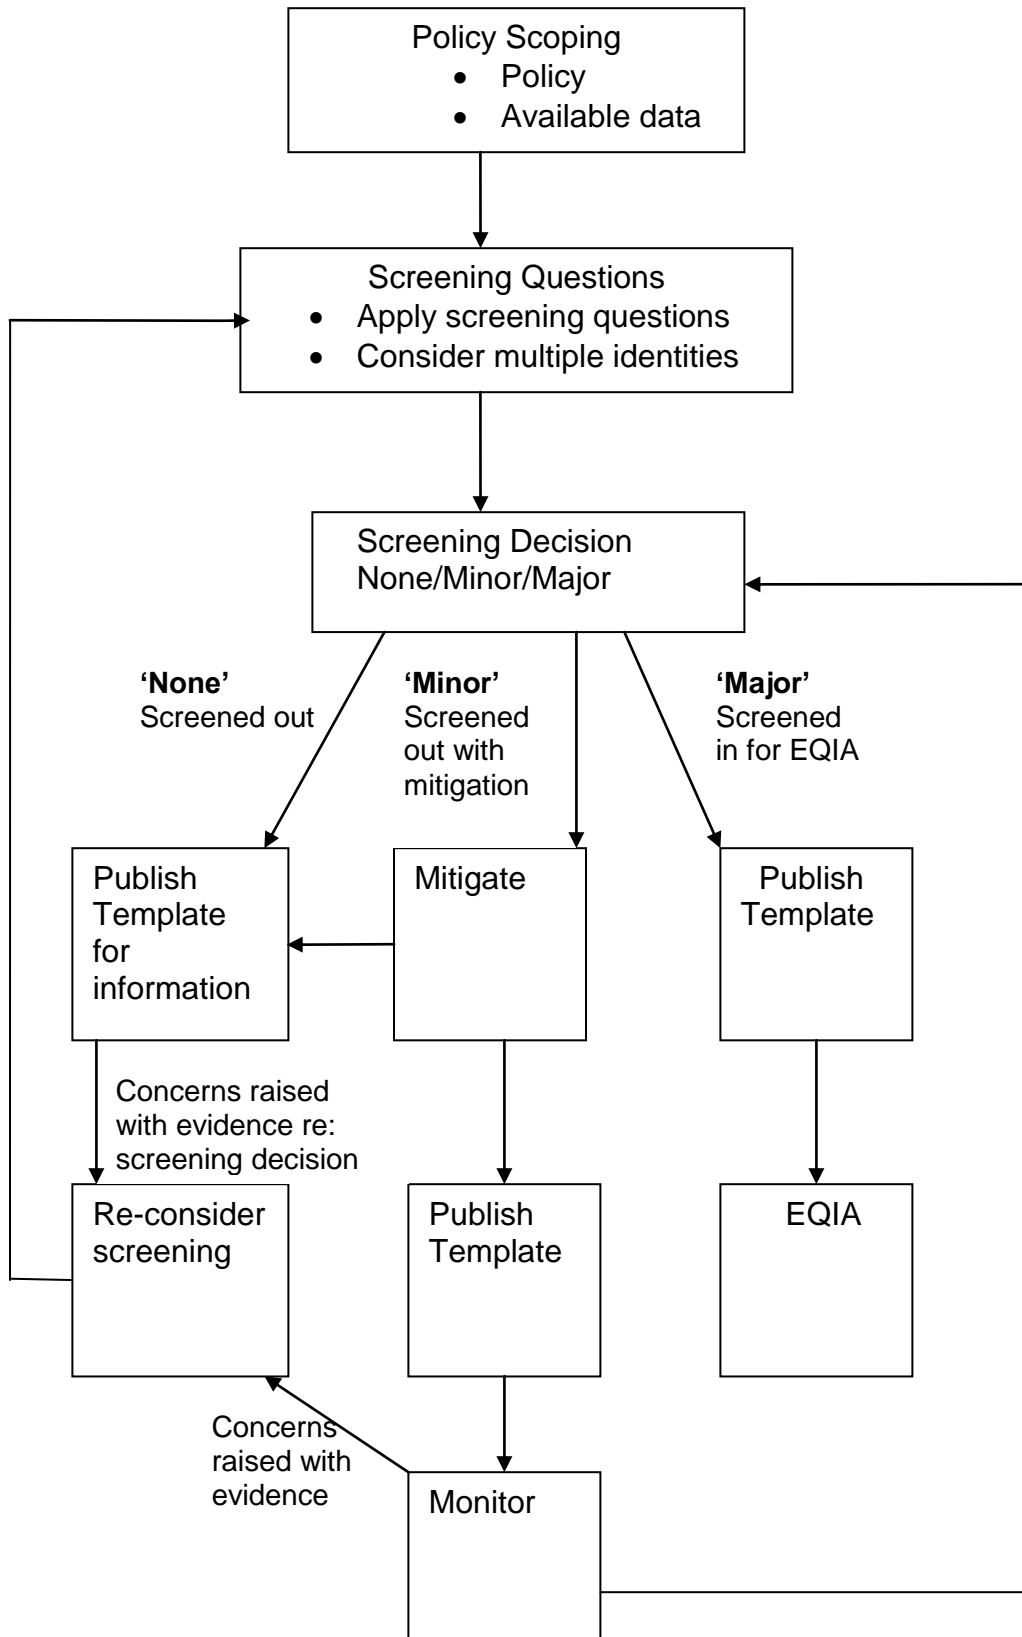 Policy Scoping
• Policy
• Available data
Screening Questions
• Apply screening questions
• Consider multiple identities
Screening Decision
None/Minor/Major
‘None’
Screened out
‘Minor’
Screened
out with
mitigation
‘Major’
Screened
in for EQIA
Publish
Template
for
information
Mitigate
Publish
Template
Concerns raised
with evidence re:
screening decision
Re-consider
screening
Publish
Template
EQIA
Concerns
raised with
evidence
Monitor